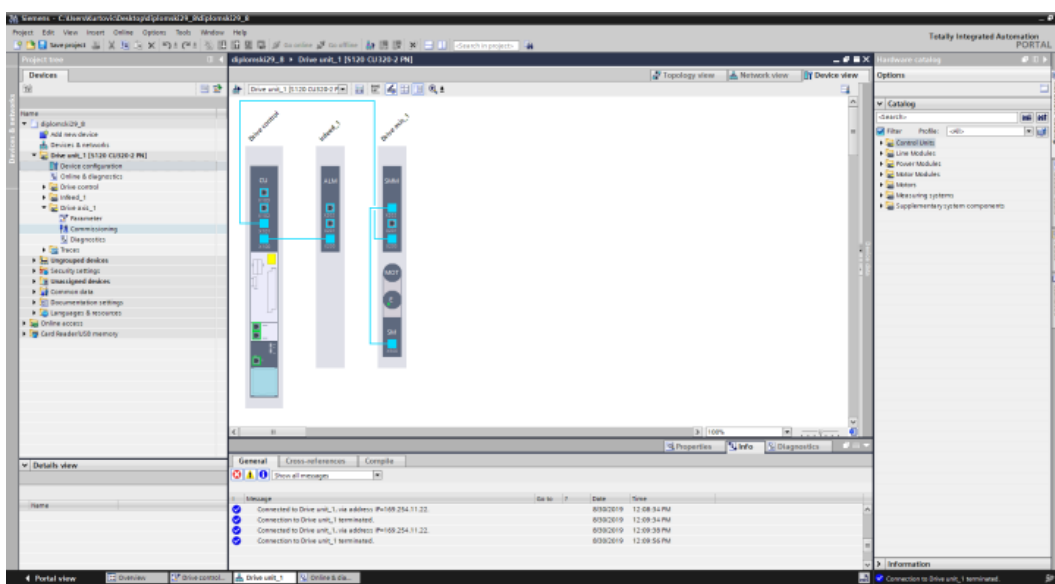 Siemens - C:\Users\Kurtovic\Desktop\diplomski29_8\diplomski29_8
Project Edit View Insert Online Options Tools Window Help
Totally Integrated Automation
PORTAL
Save project Go online Go offline <Search in project>
Project tree
diplomski29_8 ▸ Drive unit_1 [S120 CU320-2 PN]
Hardware catalog
Devices
Topology view Network view Device view
Options
Drive unit_1 [S120 CU320-2 P
Devices & networks
Name
diplomski29_8
Add new device
Devices & networks
Drive unit_1 [S120 CU320-2 PN]
Device configuration
Online & diagnostics
Drive control
Infeed_1
Drive axis_1
Parameter
Commissioning
Diagnostics
Traces
Ungrouped devices
Security settings
Unassigned devices
Common data
Documentation settings
Languages & resources
Online access
Card Reader/USB memory
Drive control
Infeed_1
Drive axis_1
CU
ALM
SMM
MOT
E
SM
100%
Catalog
<Search>
Filter Profile: <All>
Control Units
Line Modules
Power Modules
Motor Modules
Motors
Measuring systems
Supplementary system components
Properties Info Diagnostics
Details view
Name
General Cross-references Compile
Show all messages
! Message Go to ? Date Time
Connected to Drive unit_1, via address IP=169.254.11.22. 8/30/2019 12:08:34 PM
Connection to Drive unit_1 terminated. 8/30/2019 12:09:34 PM
Connected to Drive unit_1, via address IP=169.254.11.22. 8/30/2019 12:09:38 PM
Connection to Drive unit_1 terminated. 8/30/2019 12:09:56 PM
Information
Portal view Overview Drive control... Drive unit_1 Online & dia... Connection to Drive unit_1 terminated.